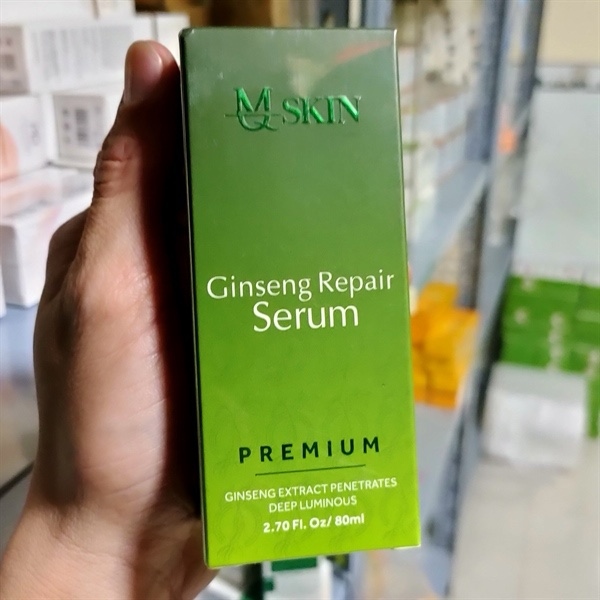 MQ SKIN
Ginseng Repair
Serum
PREMIUM
GINSENG EXTRACT PENETRATES
DEEP LUMINOUS
2.70 Fl. Oz/ 80ml